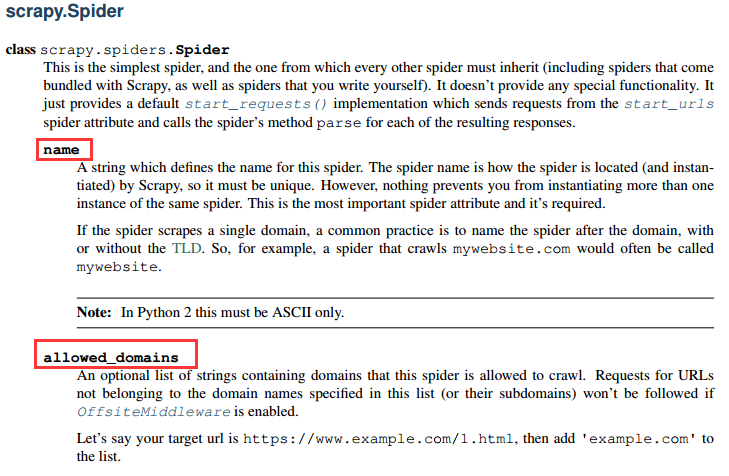 scrapy.Spider
class scrapy.spiders.Spider
This is the simplest spider, and the one from which every other spider must inherit (including spiders that come
bundled with Scrapy, as well as spiders that you write yourself). It doesn’t provide any special functionality. It
just provides a default start_requests() implementation which sends requests from the start_urls
spider attribute and calls the spider’s method parse for each of the resulting responses.
name
A string which defines the name for this spider. The spider name is how the spider is located (and instan-
tiated) by Scrapy, so it must be unique. However, nothing prevents you from instantiating more than one
instance of the same spider. This is the most important spider attribute and it’s required.
If the spider scrapes a single domain, a common practice is to name the spider after the domain, with
or without the TLD. So, for example, a spider that crawls mywebsite.com would often be called
mywebsite.
Note: In Python 2 this must be ASCII only.
allowed_domains
An optional list of strings containing domains that this spider is allowed to crawl. Requests for URLs
not belonging to the domain names specified in this list (or their subdomains) won’t be followed if
OffsiteMiddleware is enabled.
Let’s say your target url is https://www.example.com/1.html, then add 'example.com' to
the list.